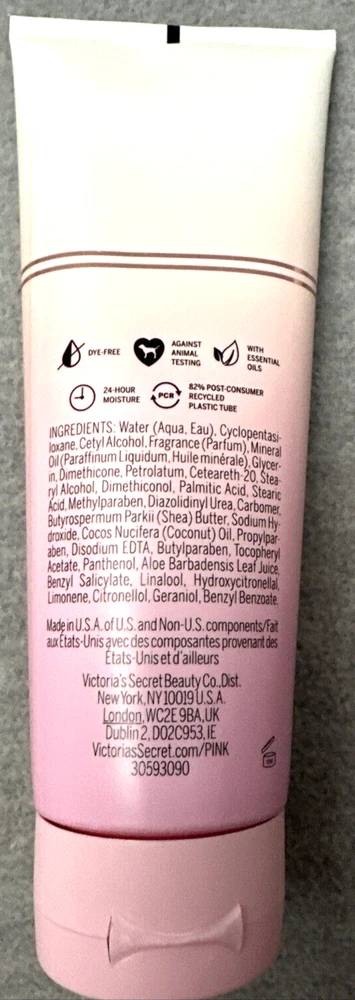 DYE-FREE
AGAINST
ANIMAL
TESTING
WITH
ESSENTIAL
OILS
24-HOUR
MOISTURE
PCR
82% POST-CONSUMER
RECYCLED
PLASTIC TUBE
INGREDIENTS: Water (Aqua, Eau), Cyclopentasi-
loxane, Cetyl Alcohol, Fragrance (Parfum), Mineral
Oil (Paraffinum Liquidum, Huile minérale), Glycer-
in, Dimethicone, Petrolatum, Ceteareth-20, Stea-
ryl Alcohol, Dimethiconol, Palmitic Acid, Stearic
Acid, Methylparaben, Diazolidinyl Urea, Carbomer,
Butyrospermum Parkii (Shea) Butter, Sodium Hy-
droxide, Cocos Nucifera (Coconut) Oil, Propylpar-
aben, Disodium EDTA, Butylparaben, Tocopheryl
Acetate, Panthenol, Aloe Barbadensis Leaf Juice,
Benzyl Salicylate, Linalool, Hydroxycitronellal,
Limonene, Citronellol, Geraniol, Benzyl Benzoate.
Made in U.S.A. of U.S. and Non-U.S. components/Fait
aux États-Unis avec des composantes provenant des
États-Unis et d'ailleurs
Victoria's Secret Beauty Co., Dist.
New York, NY 10019 U.S.A.
London, WC2E 9BA, UK
Dublin 2, D02C953, IE
VictoriasSecret.com/PINK
30593090